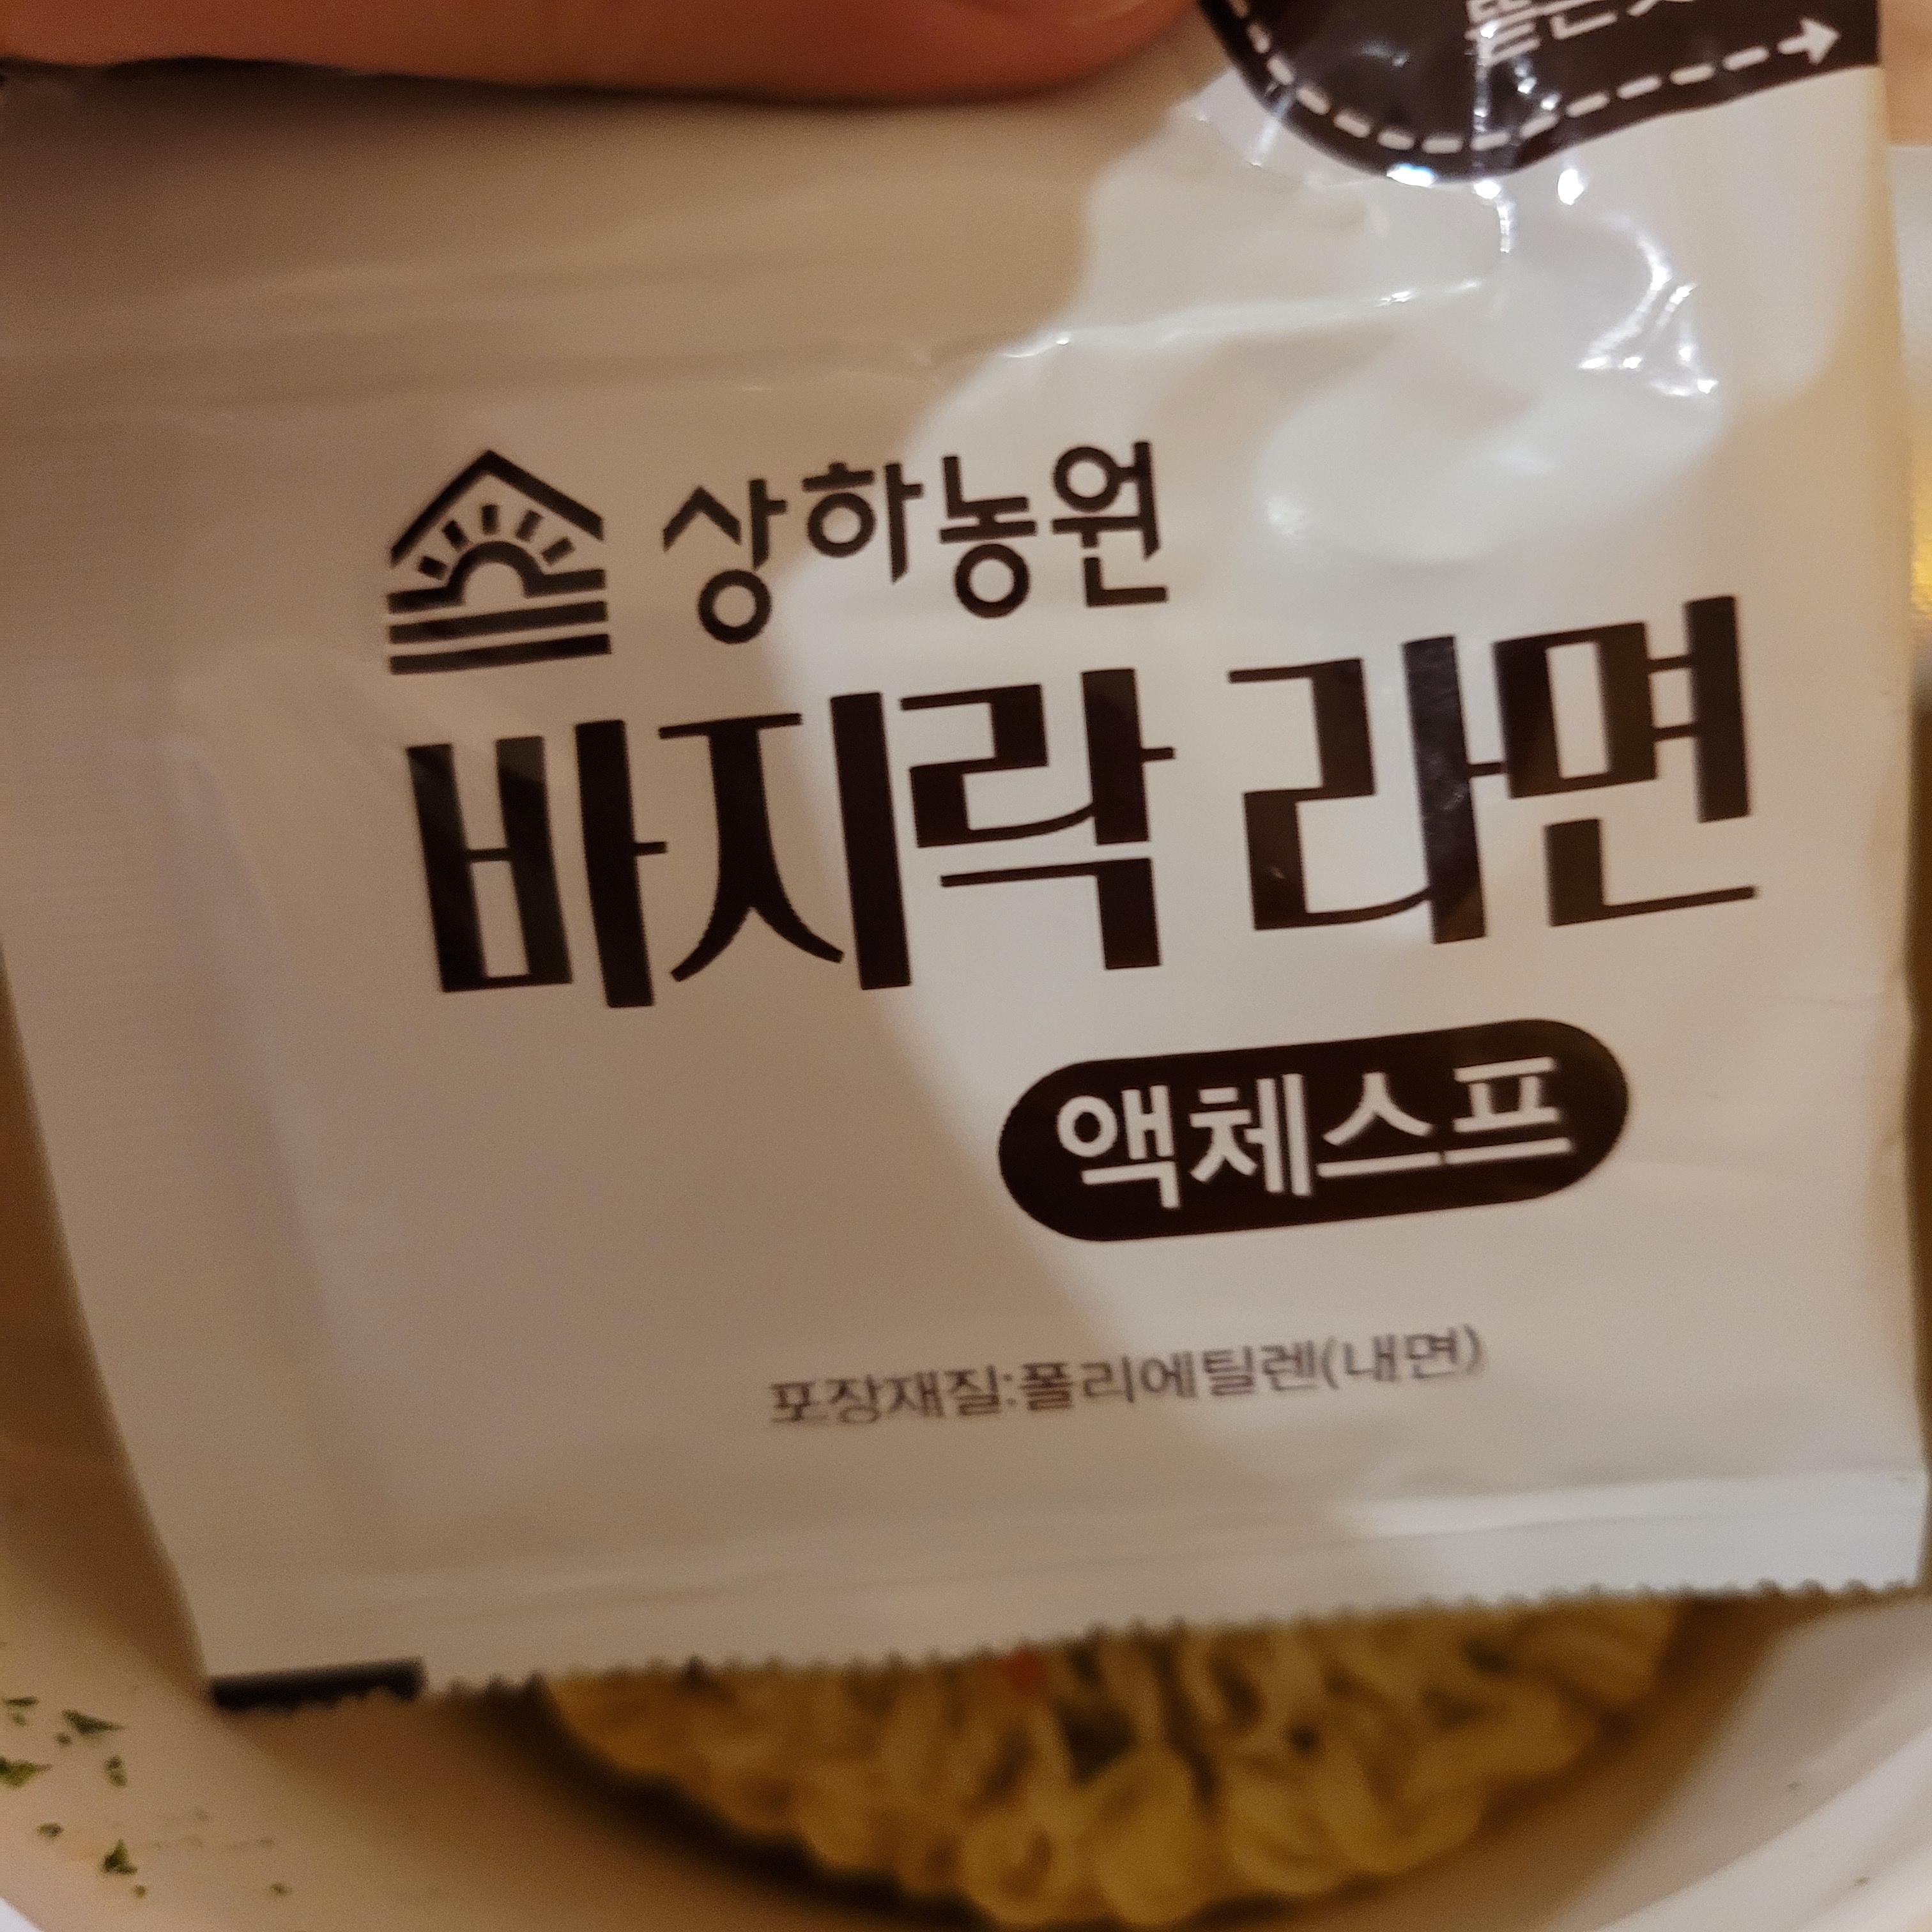 상하농원
바지락 라면
액체스프
포장재질:폴리에틸렌(내면)